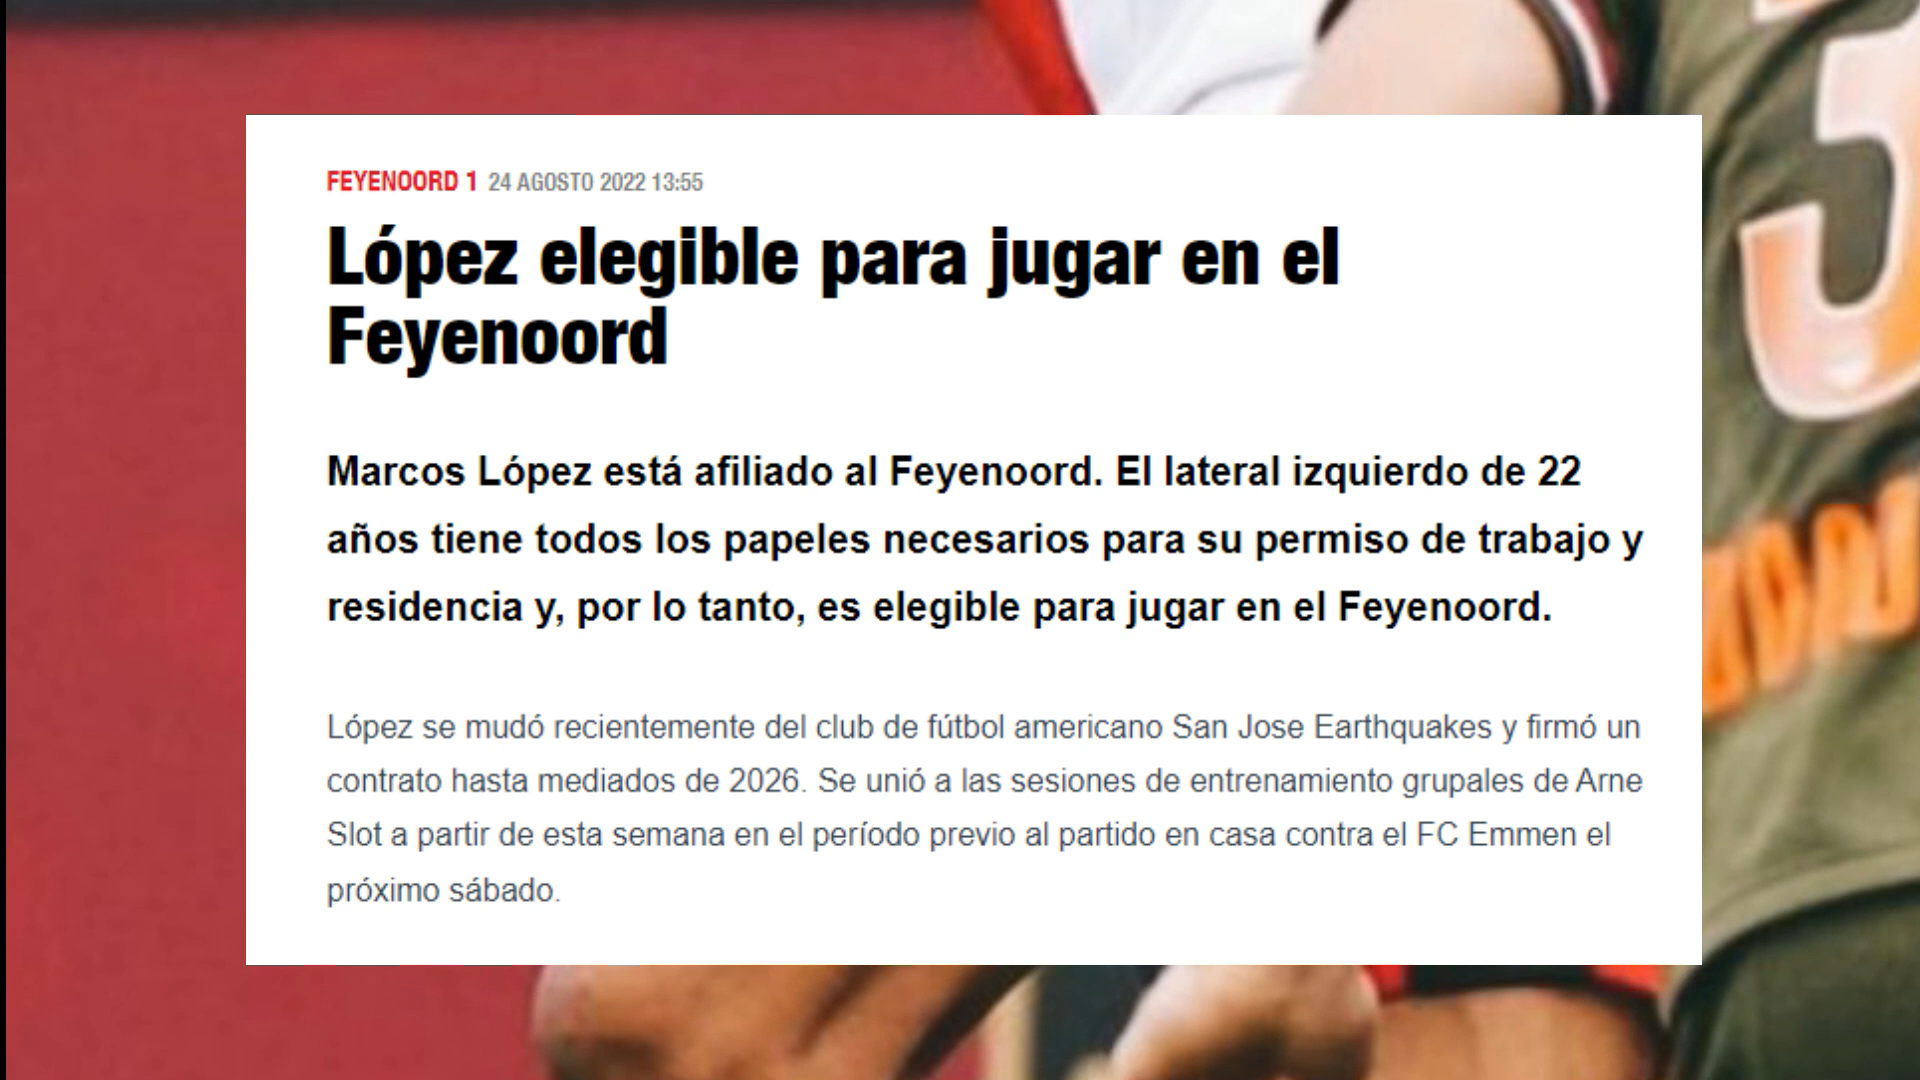 FEYENOORD 1 24 AGOSTO 2022 13:55
López elegible para jugar en el
Feyenoord
Marcos López está afiliado al Feyenoord. El lateral izquierdo de 22
años tiene todos los papeles necesarios para su permiso de trabajo y
residencia y, por lo tanto, es elegible para jugar en el Feyenoord.
López se mudó recientemente del club de fútbol americano San Jose Earthquakes y firmó un
contrato hasta mediados de 2026. Se unió a las sesiones de entrenamiento grupales de Arne
Slot a partir de esta semana en el período previo al partido en casa contra el FC Emmen el
próximo sábado.